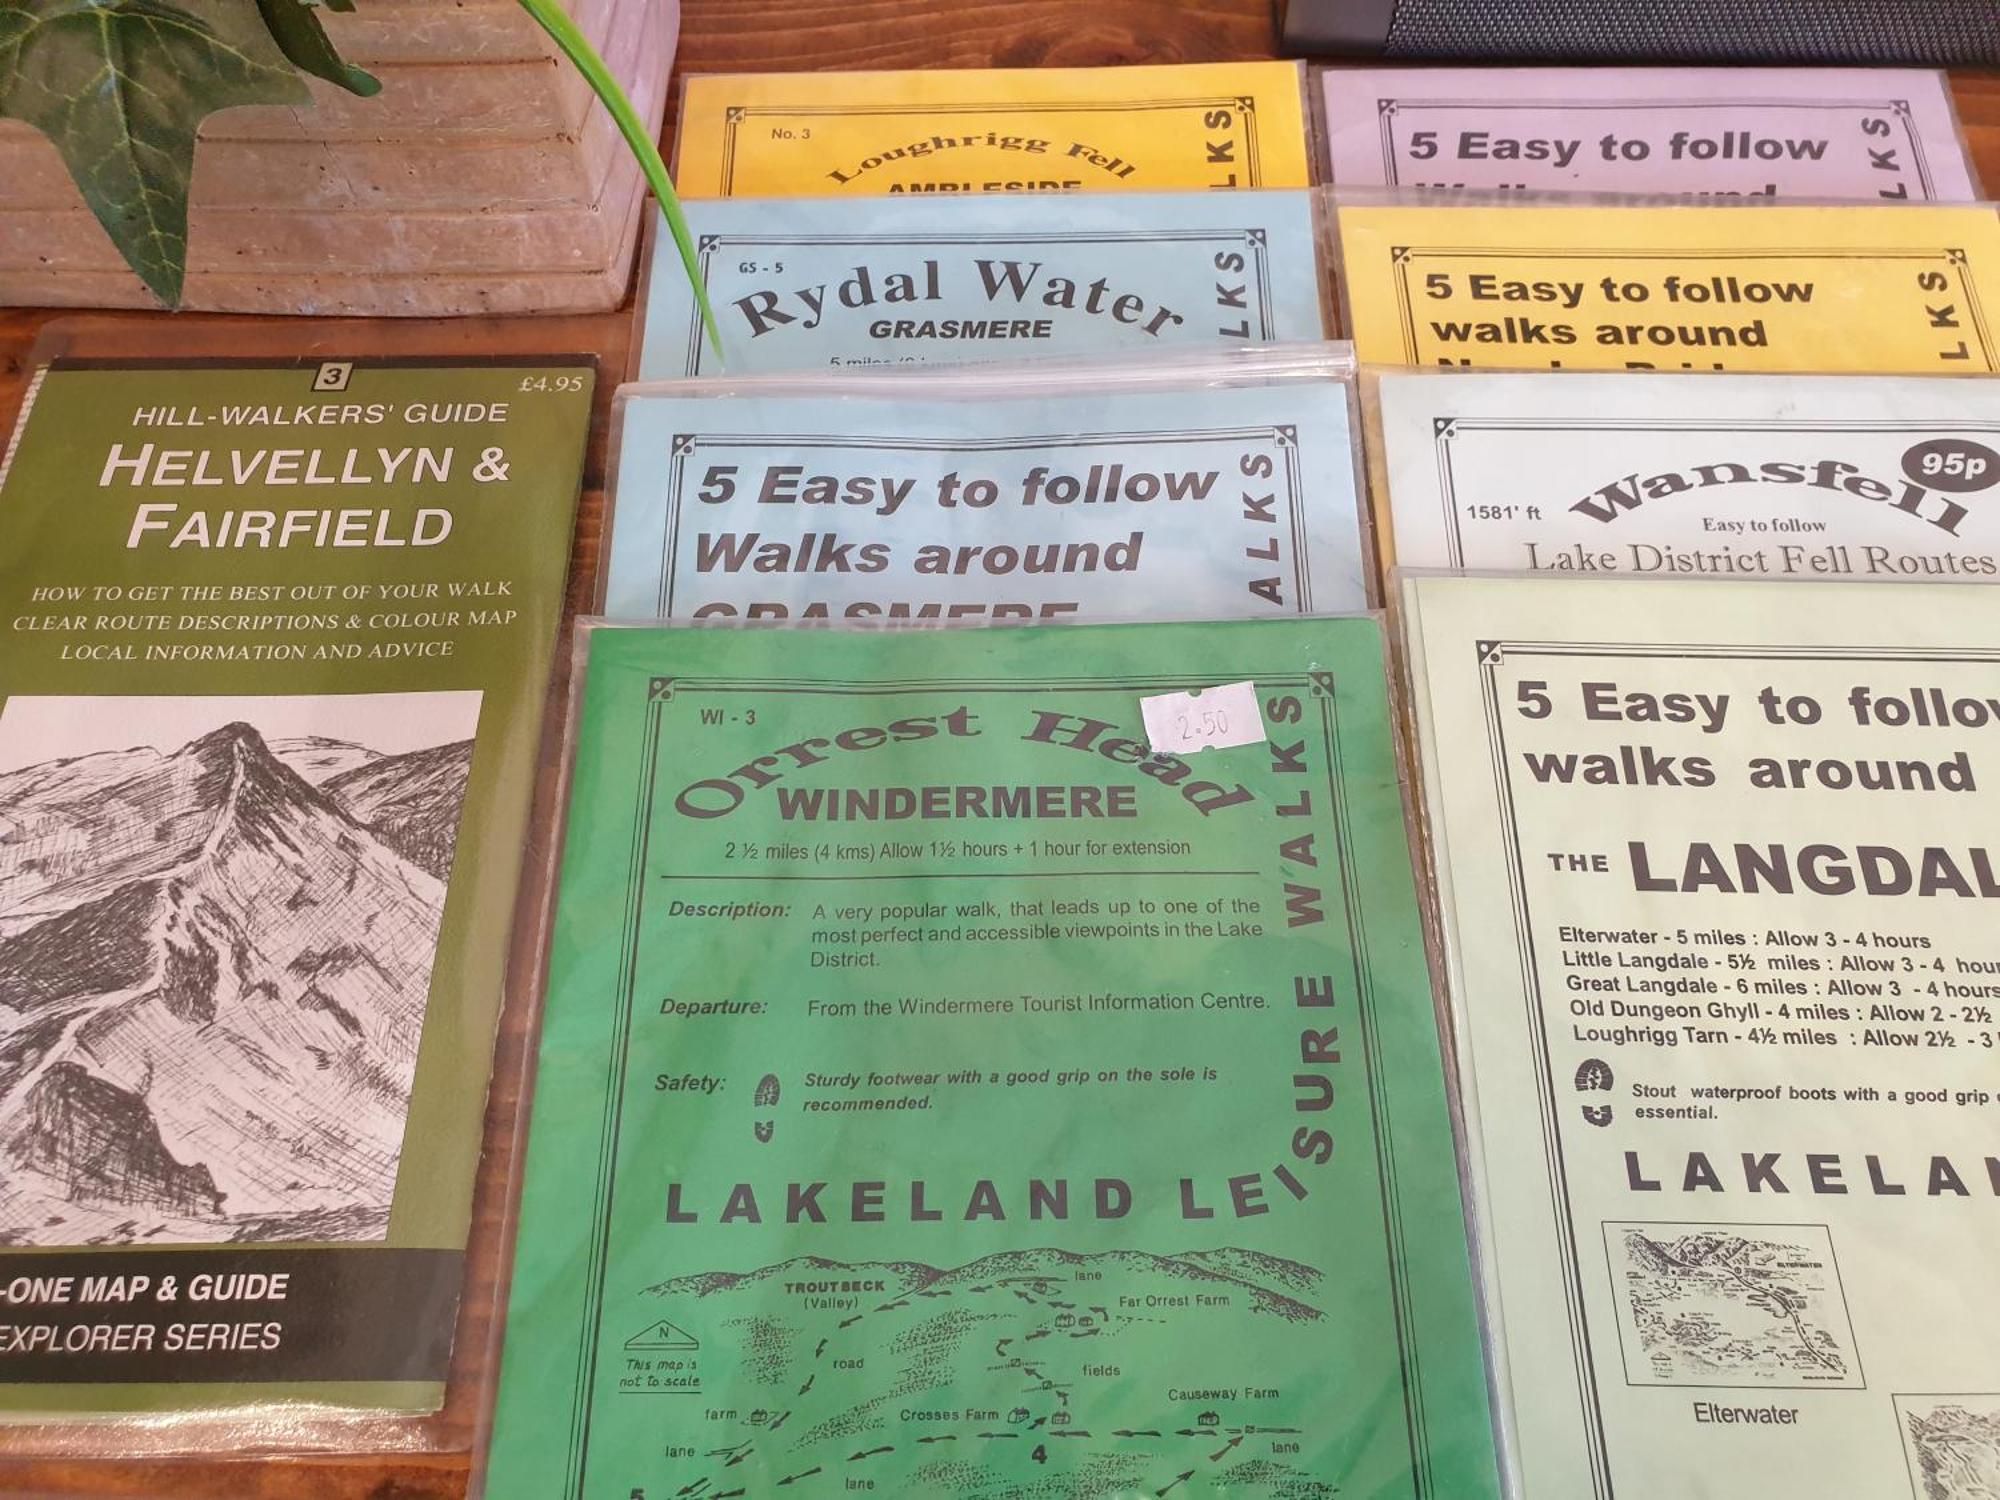 3
£4.95
HILL-WALKERS' GUIDE
HELVELLYN &
FAIRFIELD
HOW TO GET THE BEST OUT OF YOUR WALK
CLEAR ROUTE DESCRIPTIONS & COLOUR MAP
LOCAL INFORMATION AND ADVICE
-ONE MAP & GUIDE
EXPLORER SERIES
No. 3
Loughrigg Fell
AMBLESIDE
LKS
GS - 5
Rydal Water
GRASMERE
5 miles
LKS
5 Easy to follow
Walks around
GRASMERE
ALKS
WI - 3
2.50
Orrest Head
WINDERMERE
2 ½ miles (4 kms) Allow 1½ hours + 1 hour for extension
Description: A very popular walk, that leads up to one of the
most perfect and accessible viewpoints in the Lake
District.
Departure: From the Windermere Tourist Information Centre.
Safety: Sturdy footwear with a good grip on the sole is
recommended.
LAKELAND LEISURE WALKS
TROUTBECK
(Valley)
lane
Far Orrest Farm
N
This map is
not to scale
road
fields
Causeway Farm
farm
Crosses Farm
lane
4
lane
lane
5
5 Easy to follow
Walks around
LKS
5 Easy to follow
walks around
LKS
95p
Wansfell
1581' ft
Easy to follow
Lake District Fell Routes
5 Easy to follow
walks around
THE LANGDAL
Elterwater - 5 miles : Allow 3 - 4 hours
Little Langdale - 5½ miles : Allow 3 - 4 hour
Great Langdale - 6 miles : Allow 3 - 4 hours
Old Dungeon Ghyll - 4 miles : Allow 2 - 2½
Loughrigg Tarn - 4½ miles : Allow 2½ - 3
Stout waterproof boots with a good grip
essential.
LAKELAN
ELTERWATER
Elterwater